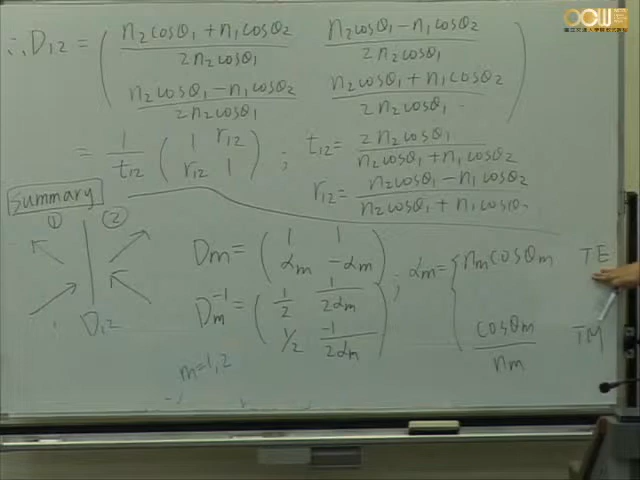 ∴ D₁₂ = ( (n₂cosθ₁ + n₁cosθ₂)/(2n₂cosθ₁)   (n₂cosθ₁ − n₁cosθ₂)/(2n₂cosθ₁)
(n₂cosθ₁ − n₁cosθ₂)/(2n₂cosθ₁)   (n₂cosθ₁ + n₁cosθ₂)/(2n₂cosθ₁) )
= 1/t₁₂ ( 1 r₁₂ ; r₁₂ 1 ) ; t₁₂ = 2n₂cosθ₁/(n₂cosθ₁ + n₁cosθ₂)
r₁₂ = (n₂cosθ₁ − n₁cosθ₂)/(n₂cosθ₁ + n₁cosθ₂)
Summary
① ②
D₁₂
Dm = ( 1 1 ; αm −αm ) ; αm = { nm cosθm TE
cosθm/nm TM
Dm⁻¹ = ( 1/2 1/(2αm) ; 1/2 −1/(2αm) )
m = 1,2
OCW